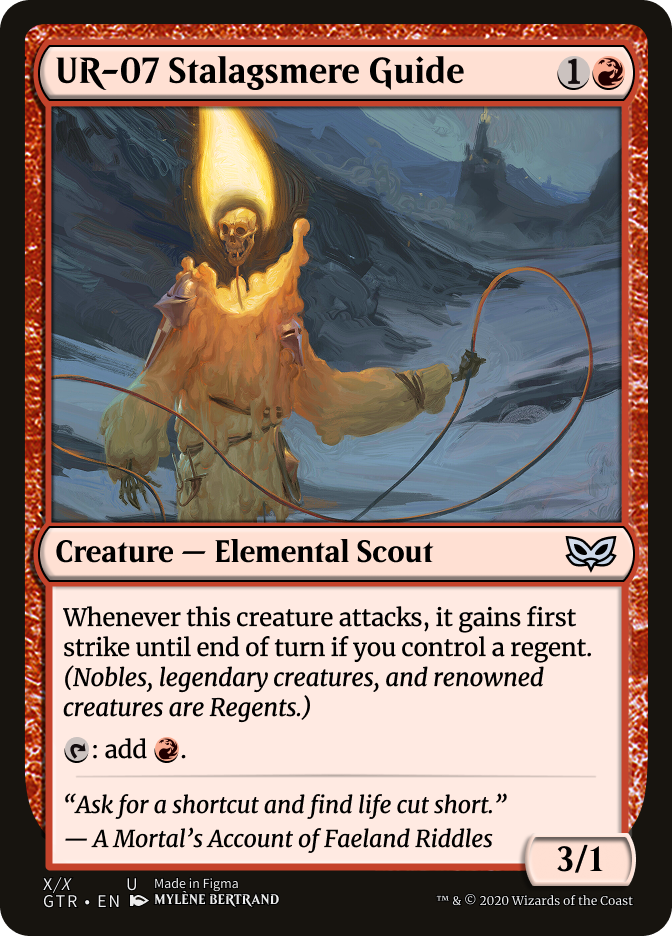 UR-07 Stalagsmere Guide 1
Creature — Elemental Scout
Whenever this creature attacks, it gains first
strike until end of turn if you control a regent.
(Nobles, legendary creatures, and renowned
creatures are Regents.)
: add .
“Ask for a shortcut and find life cut short.”
— A Mortal’s Account of Faeland Riddles
3/1
X/X U Made in Figma
GTR • EN MYLÈNE BERTRAND ™ & © 2020 Wizards of the Coast